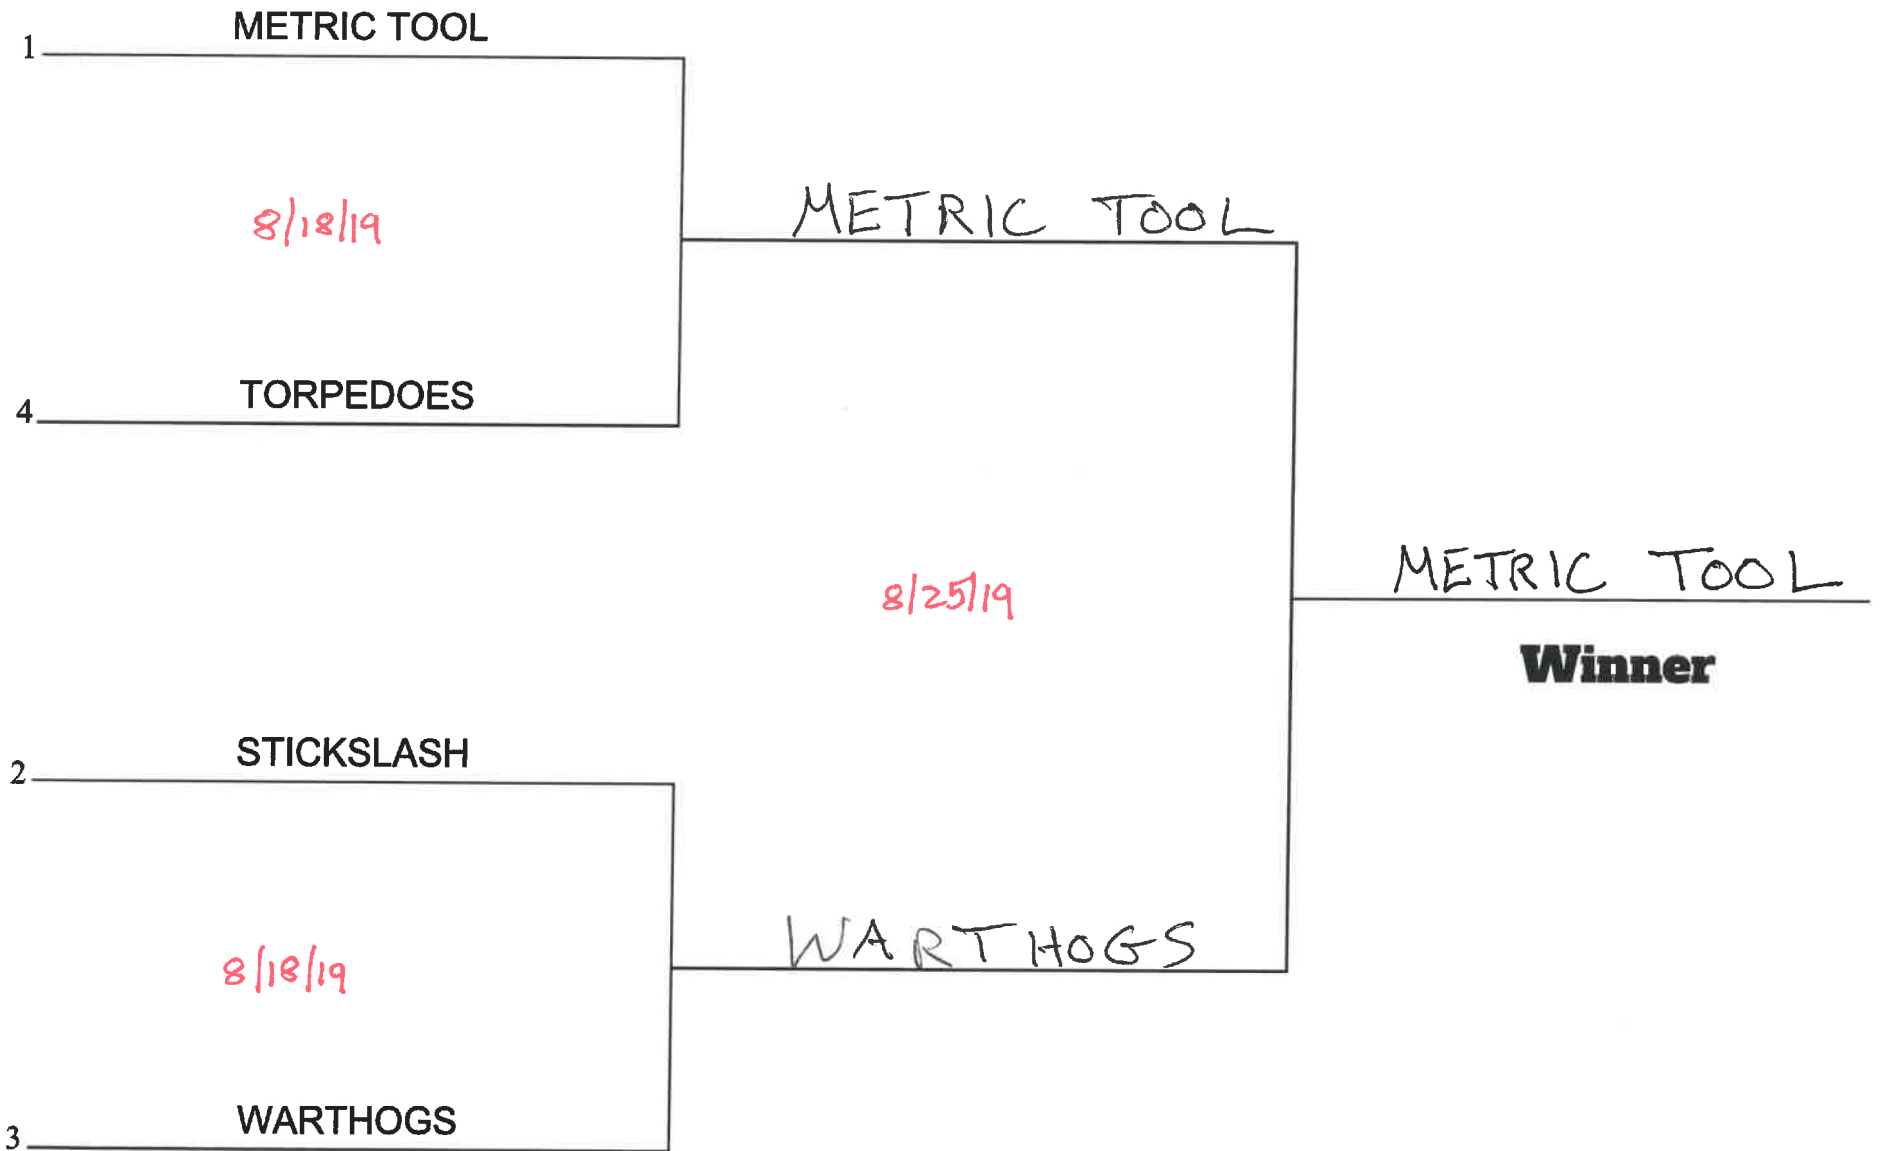 METRIC TOOL
1
8/18/19
METRIC TOOL
TORPEDOES
4
8/25/19
METRIC TOOL
Winner
STICKSLASH
2
8/18/19
WARTHOGS
WARTHOGS
3